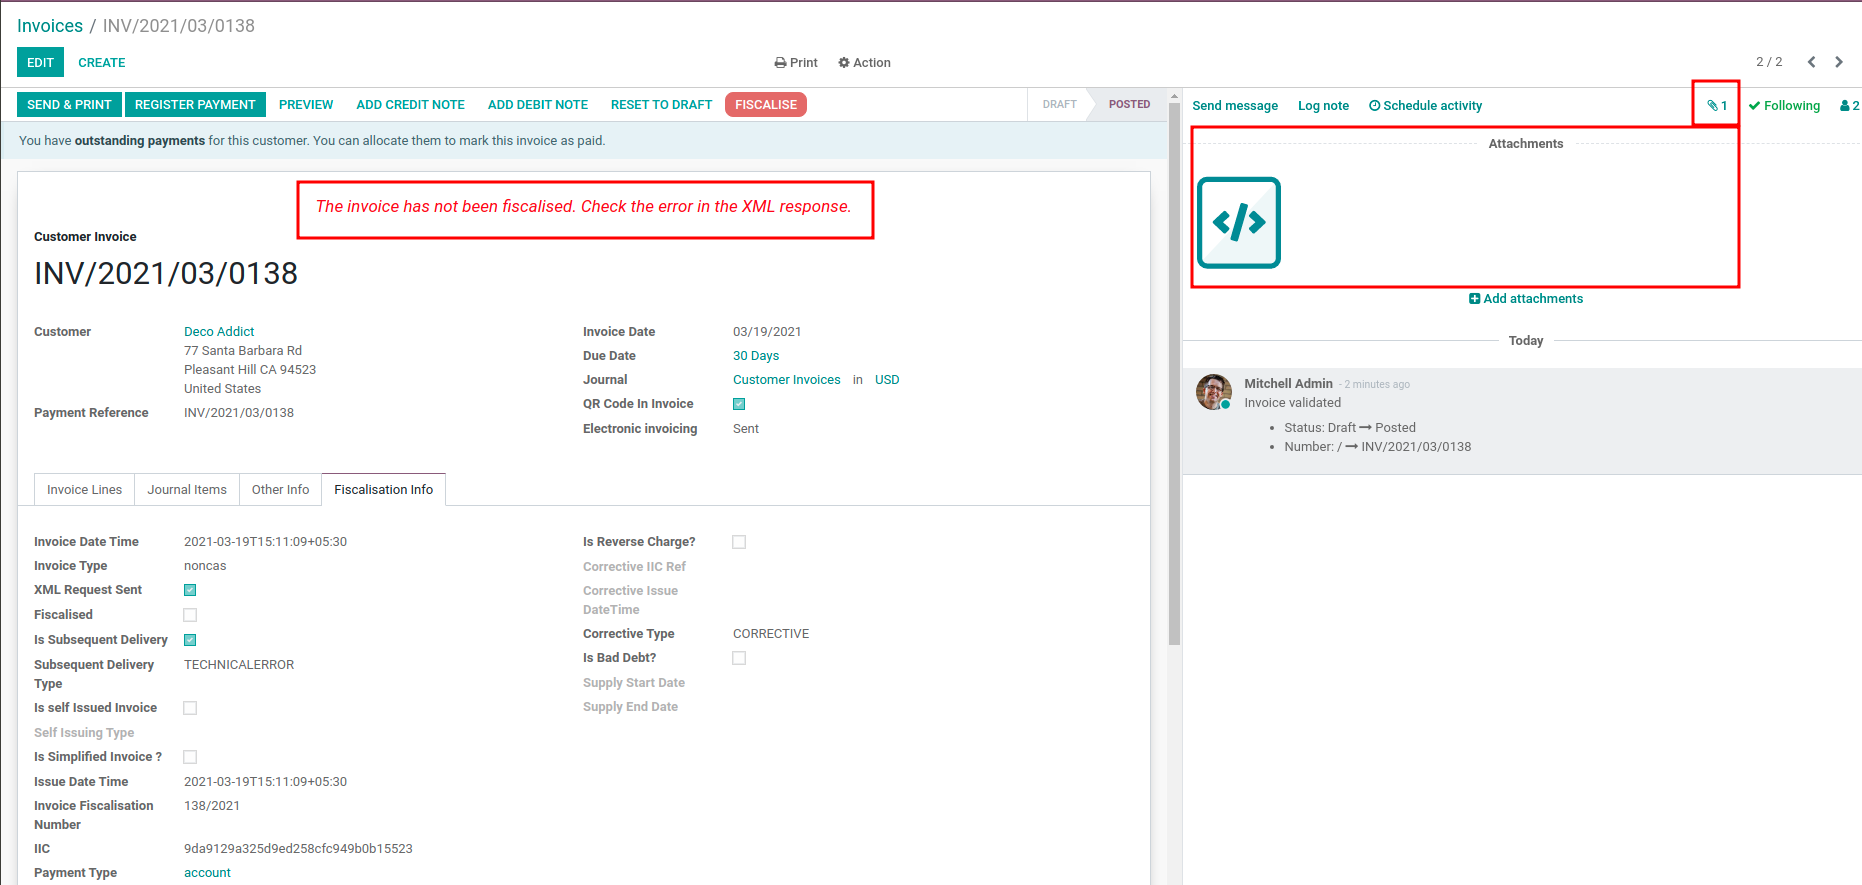 Invoices / INV/2021/03/0138
EDIT CREATE Print Action 2 / 2
SEND & PRINT REGISTER PAYMENT PREVIEW ADD CREDIT NOTE ADD DEBIT NOTE RESET TO DRAFT FISCALISE DRAFT POSTED
You have outstanding payments for this customer. You can allocate them to mark this invoice as paid.
The invoice has not been fiscalised. Check the error in the XML response.
Customer Invoice
INV/2021/03/0138
Customer Deco Addict
77 Santa Barbara Rd
Pleasant Hill CA 94523
United States
Payment Reference INV/2021/03/0138
Invoice Date 03/19/2021
Due Date 30 Days
Journal Customer Invoices in USD
QR Code In Invoice
Electronic invoicing Sent
Invoice Lines Journal Items Other Info Fiscalisation Info
Invoice Date Time 2021-03-19T15:11:09+05:30
Invoice Type noncas
XML Request Sent
Fiscalised
Is Subsequent Delivery
Subsequent Delivery Type TECHNICALERROR
Is self Issued Invoice
Self Issuing Type
Is Simplified Invoice ?
Issue Date Time 2021-03-19T15:11:09+05:30
Invoice Fiscalisation Number 138/2021
IIC 9da9129a325d9ed258cfc949b0b15523
Payment Type account
Is Reverse Charge?
Corrective IIC Ref
Corrective Issue DateTime
Corrective Type CORRECTIVE
Is Bad Debt?
Supply Start Date
Supply End Date
Send message Log note Schedule activity 1 Following 2
Attachments
</>
Add attachments
Today
Mitchell Admin - 2 minutes ago
Invoice validated
• Status: Draft → Posted
• Number: / → INV/2021/03/0138